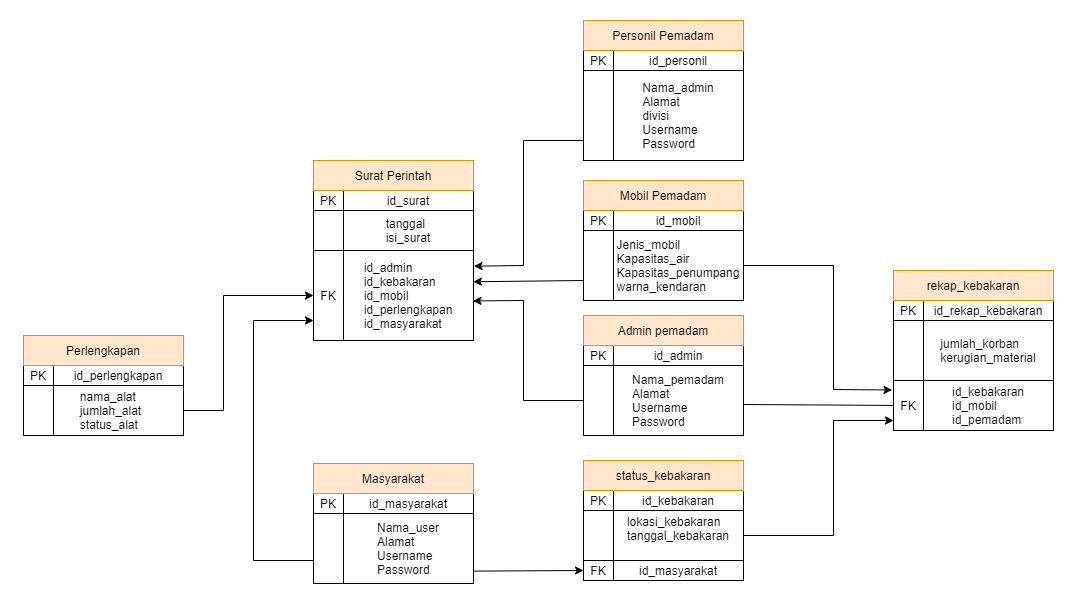 Personil Pemadam
PK id_personil
Nama_admin
Alamat
divisi
Username
Password
Surat Perintah
PK id_surat
tanggal
isi_surat
FK
id_admin
id_kebakaran
id_mobil
id_perlengkapan
id_masyarakat
Mobil Pemadam
PK id_mobil
Jenis_mobil
Kapasitas_air
Kapasitas_penumpang
warna_kendaran
rekap_kebakaran
PK id_rekap_kebakaran
jumlah_korban
kerugian_material
FK
id_kebakaran
id_mobil
id_pemadam
Perlengkapan
PK id_perlengkapan
nama_alat
jumlah_alat
status_alat
Admin pemadam
PK id_admin
Nama_pemadam
Alamat
Username
Password
Masyarakat
PK id_masyarakat
Nama_user
Alamat
Username
Password
status_kebakaran
PK id_kebakaran
lokasi_kebakaran
tanggal_kebakaran
FK id_masyarakat